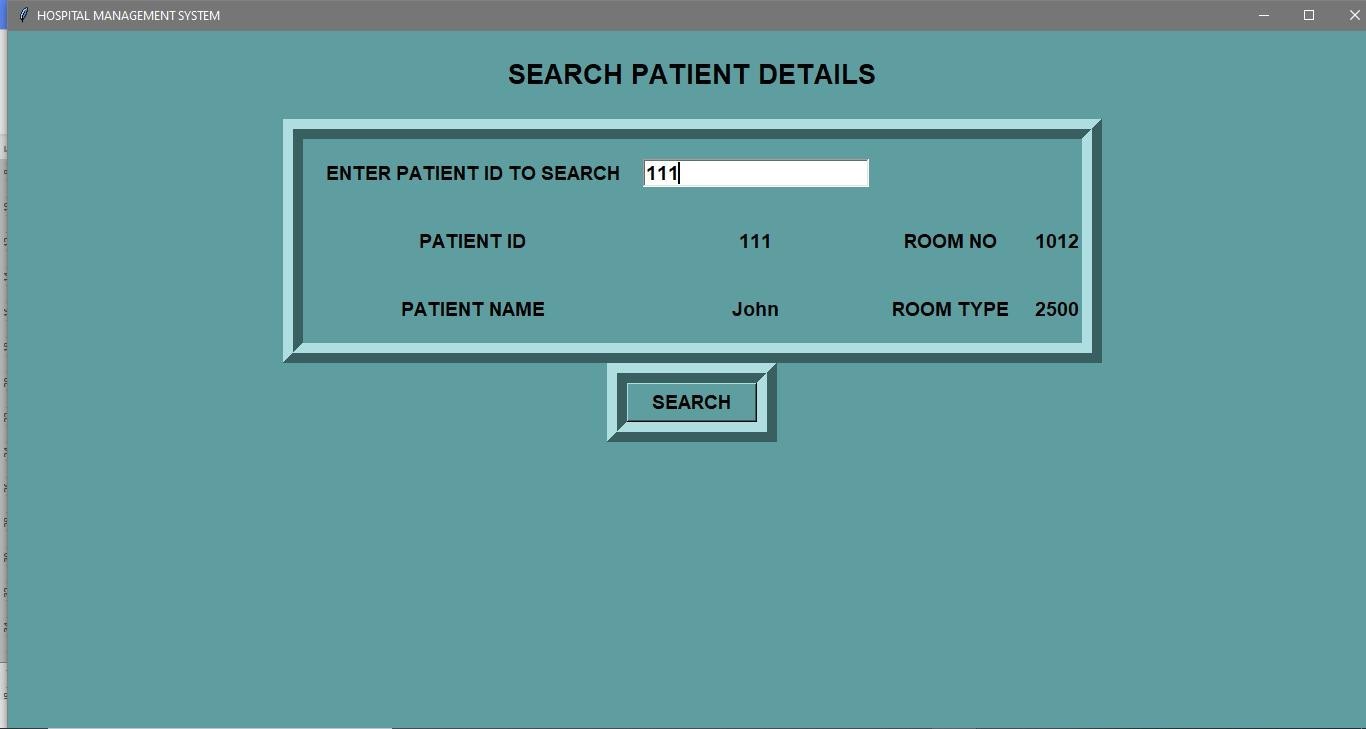 HOSPITAL MANAGEMENT SYSTEM
SEARCH PATIENT DETAILS
ENTER PATIENT ID TO SEARCH 111
PATIENT ID 111 ROOM NO 1012
PATIENT NAME John ROOM TYPE 2500
SEARCH